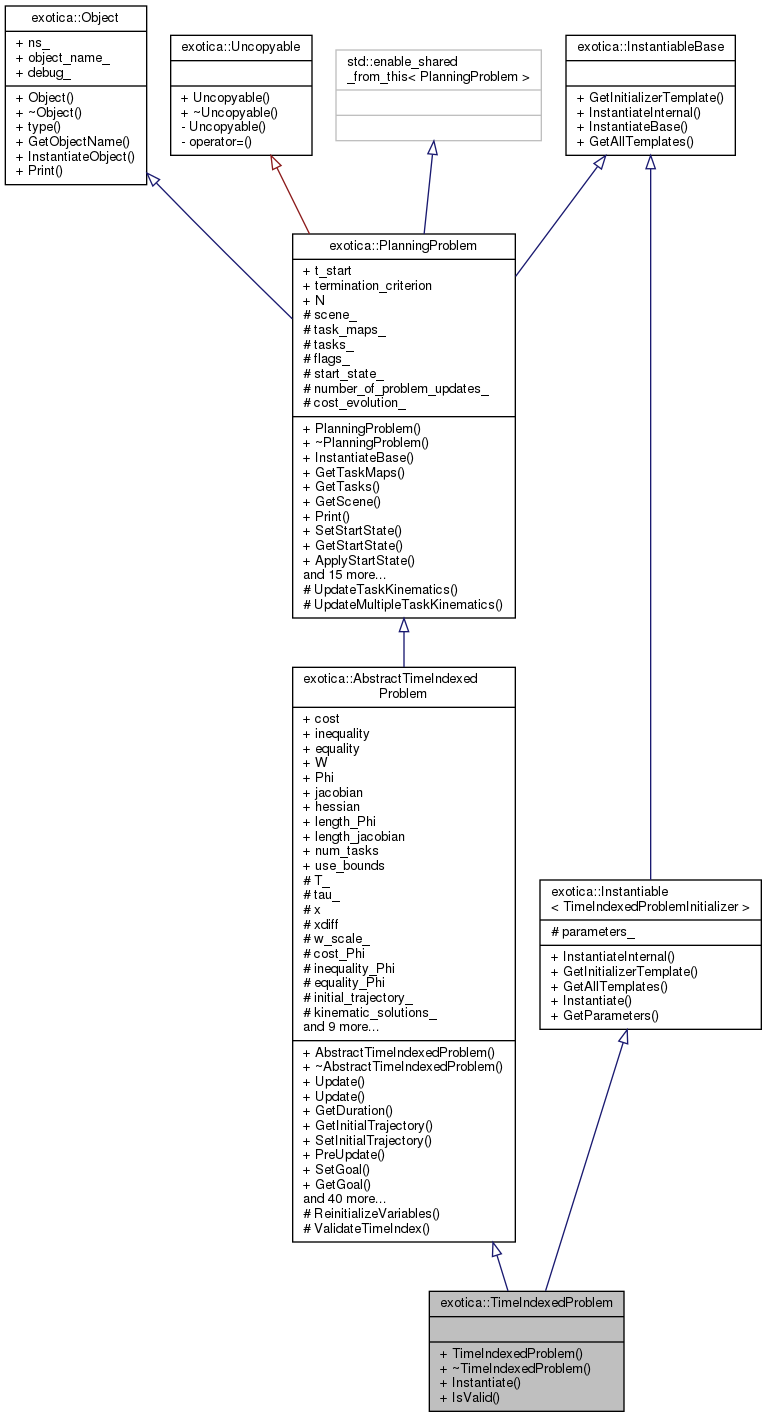 exotica::Object
+ ns_
+ object_name_
+ debug_
+ Object()
+ ~Object()
+ type()
+ GetObjectName()
+ InstantiateObject()
+ Print()
exotica::Uncopyable
+ Uncopyable()
+ ~Uncopyable()
- Uncopyable()
- operator=()
std::enable_shared
_from_this< PlanningProblem >
exotica::InstantiableBase
+ GetInitializerTemplate()
+ InstantiateInternal()
+ InstantiateBase()
+ GetAllTemplates()
exotica::PlanningProblem
+ t_start
+ termination_criterion
+ N
# scene_
# task_maps_
# tasks_
# flags_
# start_state_
# number_of_problem_updates_
# cost_evolution_
+ PlanningProblem()
+ ~PlanningProblem()
+ InstantiateBase()
+ GetTaskMaps()
+ GetTasks()
+ GetScene()
+ Print()
+ SetStartState()
+ GetStartState()
+ ApplyStartState()
and 15 more...
# UpdateTaskKinematics()
# UpdateMultipleTaskKinematics()
exotica::AbstractTimeIndexed
Problem
+ cost
+ inequality
+ equality
+ W
+ Phi
+ jacobian
+ hessian
+ length_Phi
+ length_jacobian
+ num_tasks
+ use_bounds
# T_
# tau_
# x
# xdiff
# w_scale_
# cost_Phi
# inequality_Phi
# equality_Phi
# initial_trajectory_
# kinematic_solutions_
and 9 more...
+ AbstractTimeIndexedProblem()
+ ~AbstractTimeIndexedProblem()
+ Update()
+ Update()
+ GetDuration()
+ GetInitialTrajectory()
+ SetInitialTrajectory()
+ PreUpdate()
+ SetGoal()
+ GetGoal()
and 40 more...
# ReinitializeVariables()
# ValidateTimeIndex()
exotica::Instantiable
< TimeIndexedProblemInitializer >
# parameters_
+ InstantiateInternal()
+ GetInitializerTemplate()
+ GetAllTemplates()
+ Instantiate()
+ GetParameters()
exotica::TimeIndexedProblem
+ TimeIndexedProblem()
+ ~TimeIndexedProblem()
+ Instantiate()
+ IsValid()